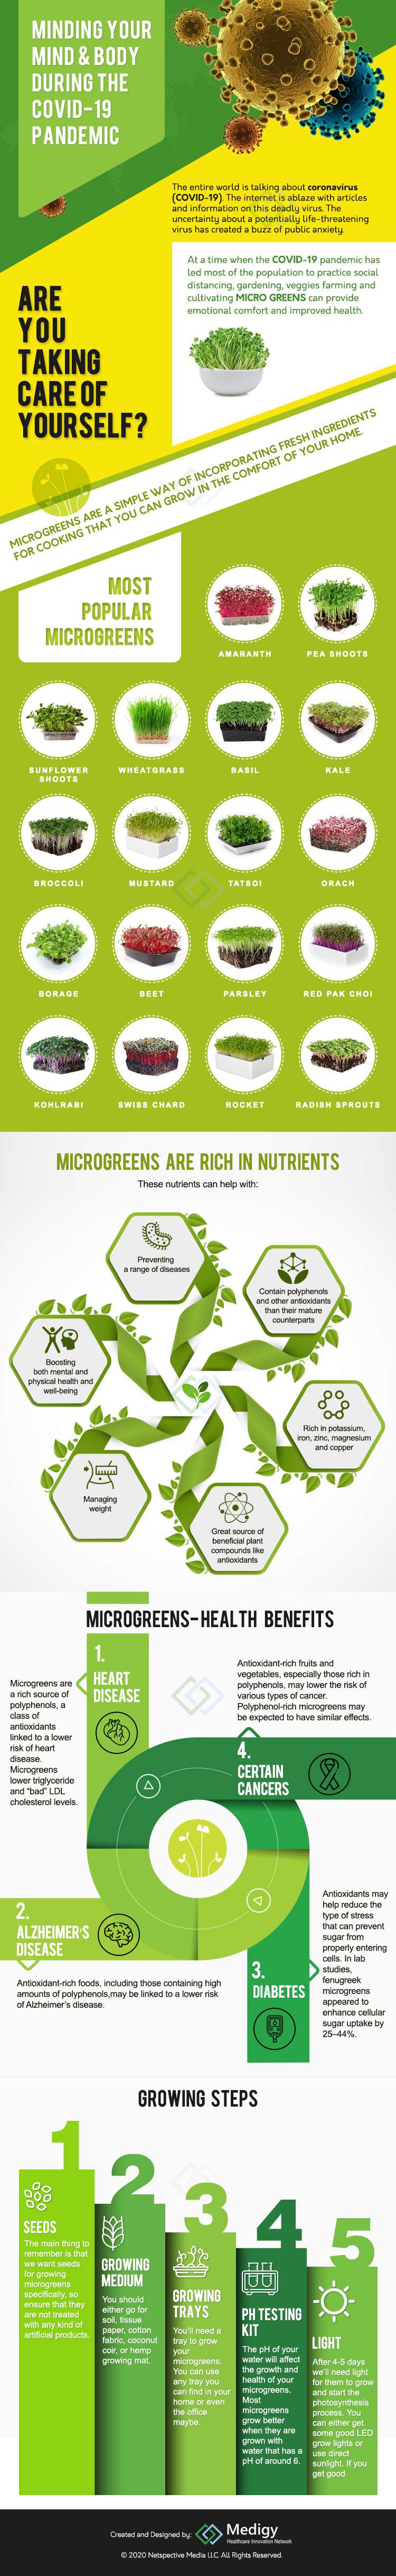 MINDING YOUR
MIND & BODY
DURING THE
COVID-19
PANDEMIC
The entire world is talking about coronavirus
(COVID-19). The internet is ablaze with articles
and information on this deadly virus. The
uncertainty about a potentially life-threatening
virus has created a buzz of public anxiety.
At a time when the COVID-19 pandemic has
led most of the population to practice social
distancing, gardening, veggies farming and
cultivating MICRO GREENS can provide
emotional comfort and improved health.
ARE
YOU
TAKING
CARE OF
YOURSELF?
MICROGREENS ARE A SIMPLE WAY OF INCORPORATING FRESH INGREDIENTS
FOR COOKING THAT YOU CAN GROW IN THE COMFORT OF YOUR HOME.
MOST
POPULAR
MICROGREENS
AMARANTH
PEA SHOOTS
SUNFLOWER
SHOOTS
WHEATGRASS
BASIL
KALE
BROCCOLI
MUSTARD
TATSOI
ORACH
BORAGE
BEET
PARSLEY
RED PAK CHOI
KOHLRABI
SWISS CHARD
ROCKET
RADISH SPROUTS
MICROGREENS ARE RICH IN NUTRIENTS
These nutrients can help with:
Preventing
a range of diseases
Contain polyphenols
and other antioxidants
than their mature
counterparts
Boosting
both mental and
physical health and
well-being
Rich in potassium,
iron, zinc, magnesium
and copper
Managing
weight
Great source of
beneficial plant
compounds like
antioxidants
MICROGREENS-HEALTH BENEFITS
1.
HEART
DISEASE
Microgreens are
a rich source of
polyphenols, a
class of
antioxidants
linked to a lower
risk of heart
disease.
Microgreens
lower triglyceride
and "bad" LDL
cholesterol levels.
Antioxidant-rich fruits and
vegetables, especially those rich in
polyphenols, may lower the risk of
various types of cancer.
Polyphenol-rich microgreens may
be expected to have similar effects.
4.
CERTAIN
CANCERS
2.
ALZHEIMER'S
DISEASE
Antioxidant-rich foods, including those containing high
amounts of polyphenols,may be linked to a lower risk
of Alzheimer's disease.
3.
DIABETES
Antioxidants may
help reduce the
type of stress
that can prevent
sugar from
properly entering
cells. In lab
studies,
fenugreek
microgreens
appeared to
enhance cellular
sugar uptake by
25–44%.
GROWING STEPS
1
SEEDS
The main thing to
remember is that
we want seeds
for growing
microgreens
specifically, so
ensure that they
are not treated
with any kind of
artificial products.
2
GROWING
MEDIUM
You should
either go for
soil, tissue
paper, cotton
fabric, coconut
coir, or hemp
growing mat.
3
GROWING
TRAYS
You'll need a
tray to grow
your
microgreens.
You can use
any tray you
can find in your
home or even
the office
maybe.
4
PH TESTING
KIT
The pH of your
water will affect
the growth and
health of your
microgreens.
Most
microgreens
grow better
when they are
grown with
water that has a
pH of around 6.
5
LIGHT
After 4-5 days
we'll need light
for them to grow
and start the
photosynthesis
process. You
can either get
some good LED
grow lights or
use direct
sunlight. If you
get good
Created and Designed by:
Medigy
Healthcare Innovation Network
© 2020 Netspective Media LLC. All Rights Reserved.